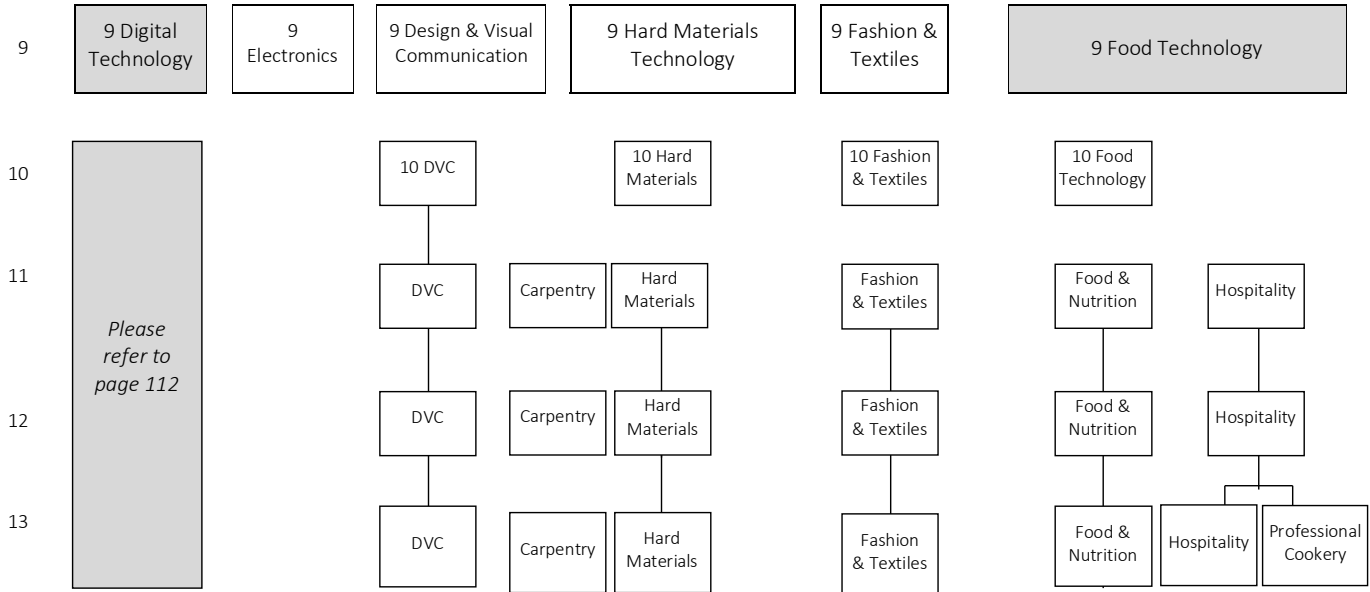 9
9 Digital
Technology
9
Electronics
9 Design & Visual
Communication
9 Hard Materials
Technology
9 Fashion &
Textiles
9 Food Technology
10
10 DVC
10 Hard
Materials
10 Fashion
& Textiles
10 Food
Technology
11
DVC
Carpentry
Hard
Materials
Fashion
& Textiles
Food &
Nutrition
Hospitality
Please
refer to
page 112
12
DVC
Carpentry
Hard
Materials
Fashion
& Textiles
Food &
Nutrition
Hospitality
13
DVC
Carpentry
Hard
Materials
Fashion
& Textiles
Food &
Nutrition
Hospitality
Professional
Cookery